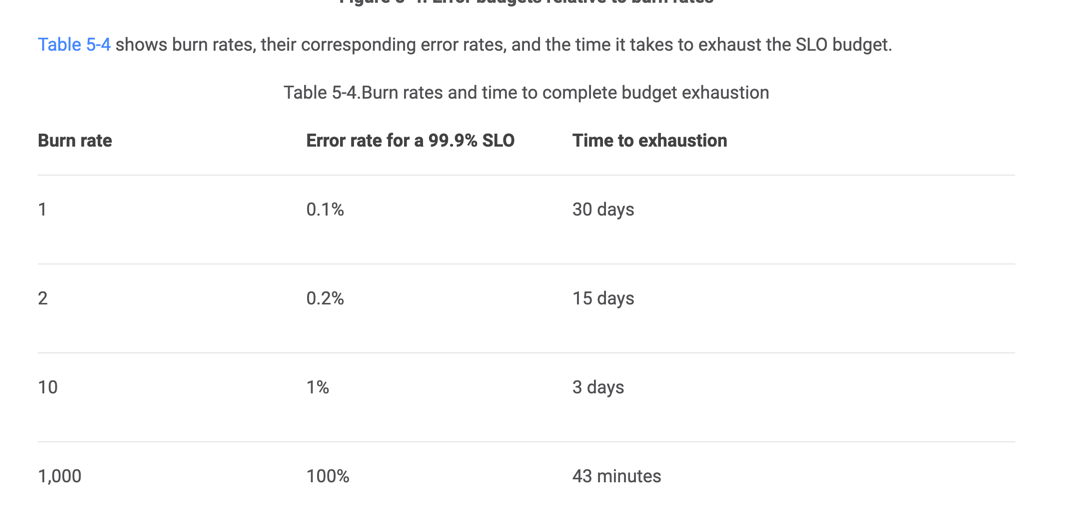 Table 5-4 shows burn rates, their corresponding error rates, and the time it takes to exhaust the SLO budget.
Table 5-4.Burn rates and time to complete budget exhaustion
Burn rate Error rate for a 99.9% SLO Time to exhaustion
1 0.1% 30 days
2 0.2% 15 days
10 1% 3 days
1,000 100% 43 minutes